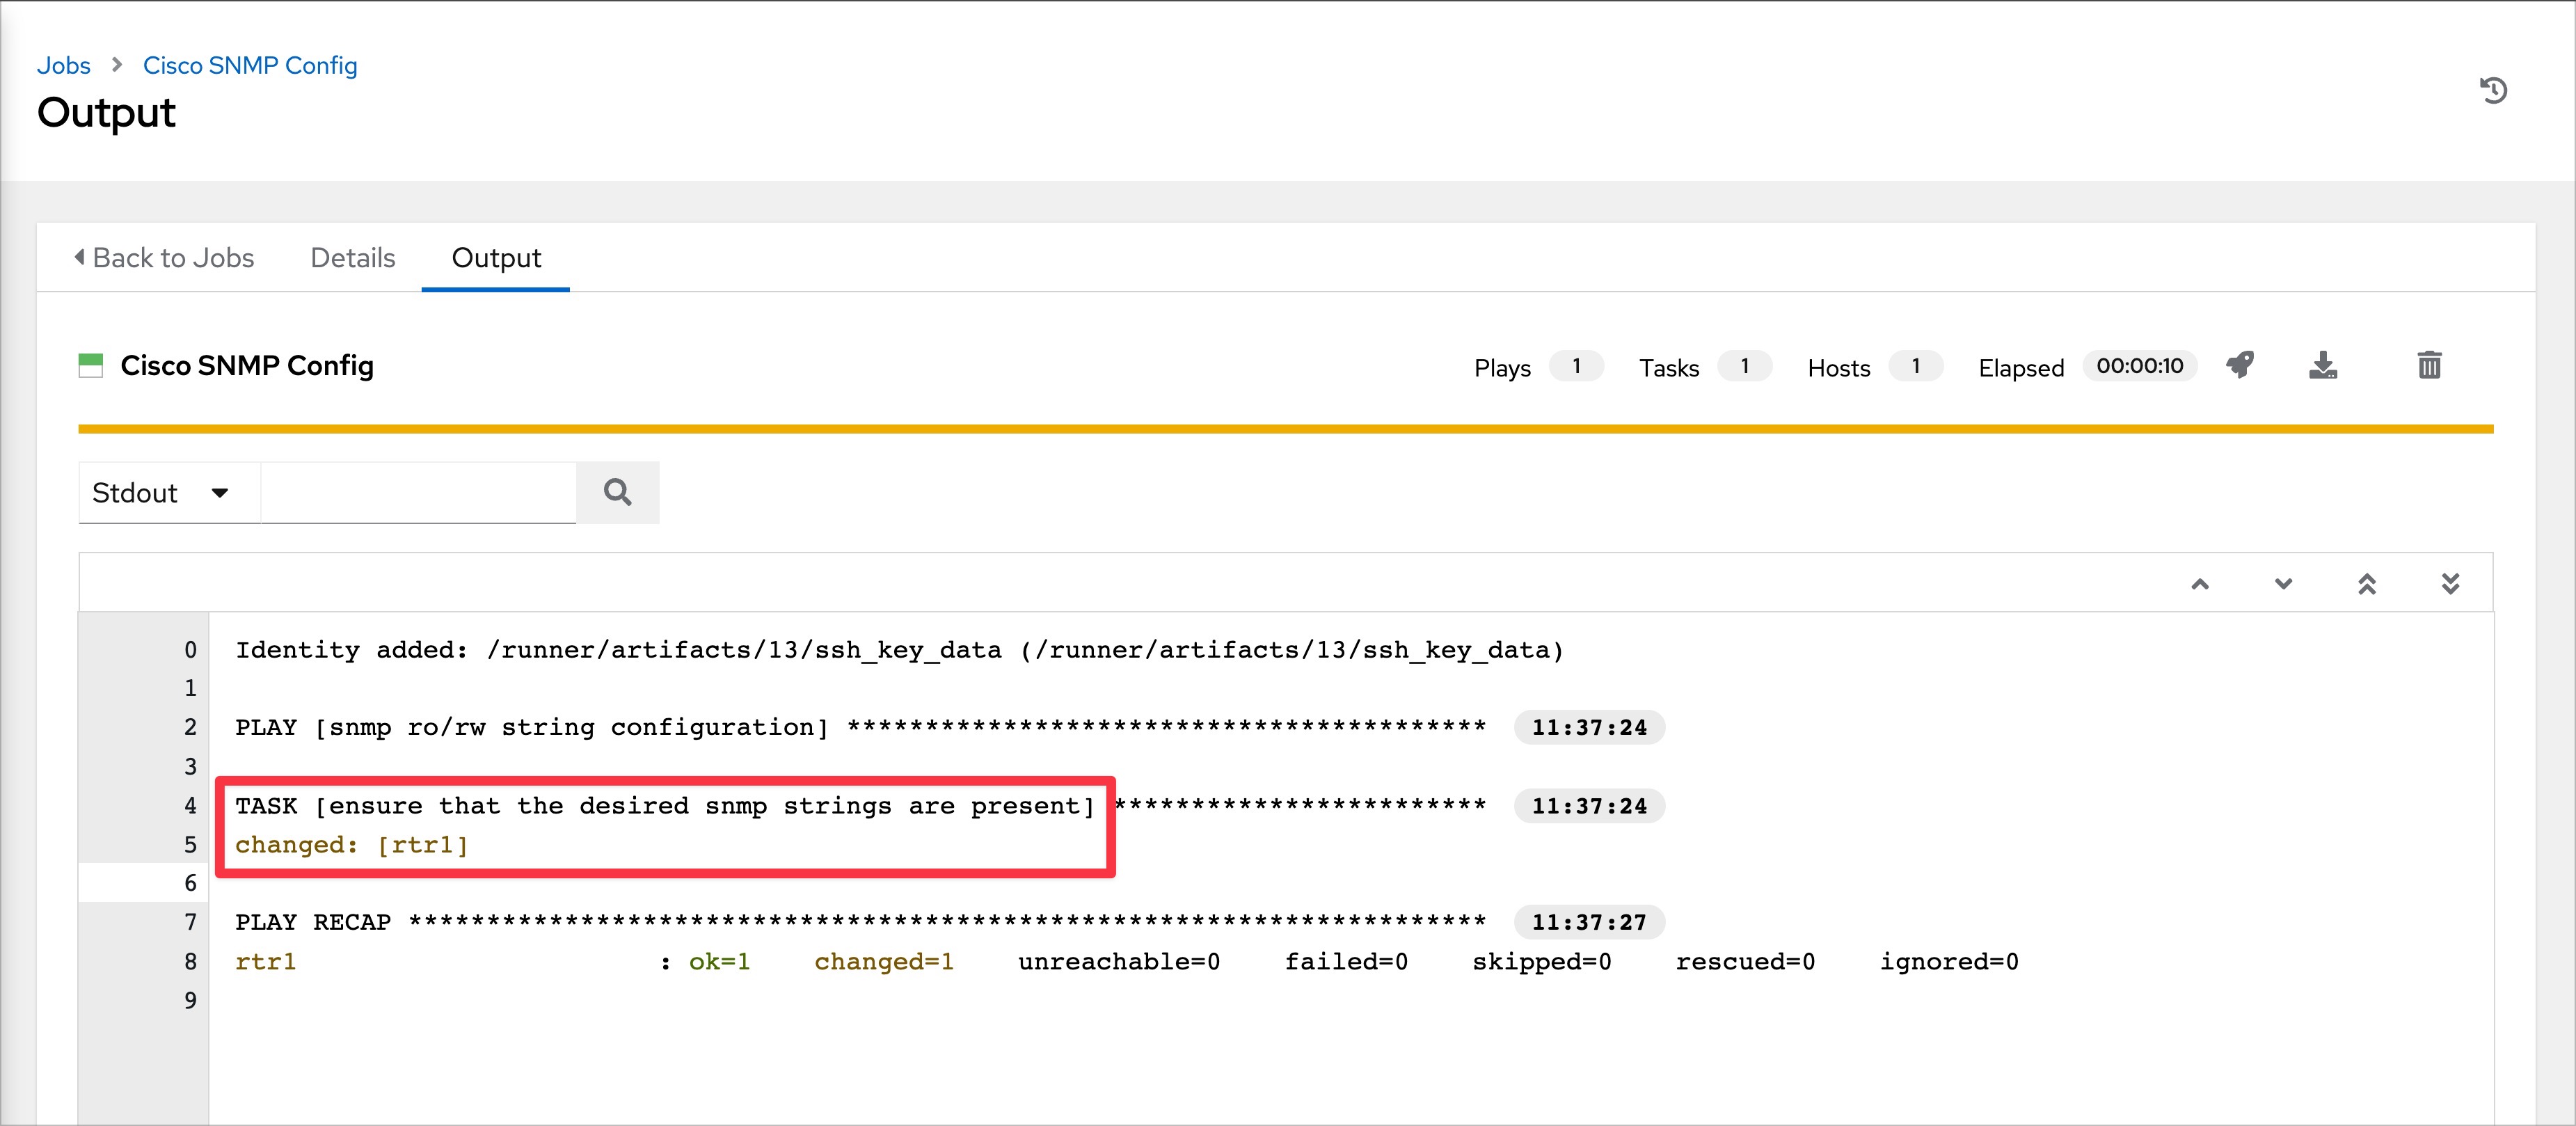 Jobs > Cisco SNMP Config
Output
Back to Jobs Details Output
Cisco SNMP Config Plays 1 Tasks 1 Hosts 1 Elapsed 00:00:10
Stdout
0 Identity added: /runner/artifacts/13/ssh_key_data (/runner/artifacts/13/ssh_key_data)
1
2 PLAY [snmp ro/rw string configuration] ***************************************** 11:37:24
3
4 TASK [ensure that the desired snmp strings are present] ************************ 11:37:24
5 changed: [rtr1]
6
7 PLAY RECAP ********************************************************************* 11:37:27
8 rtr1 : ok=1 changed=1 unreachable=0 failed=0 skipped=0 rescued=0 ignored=0
9